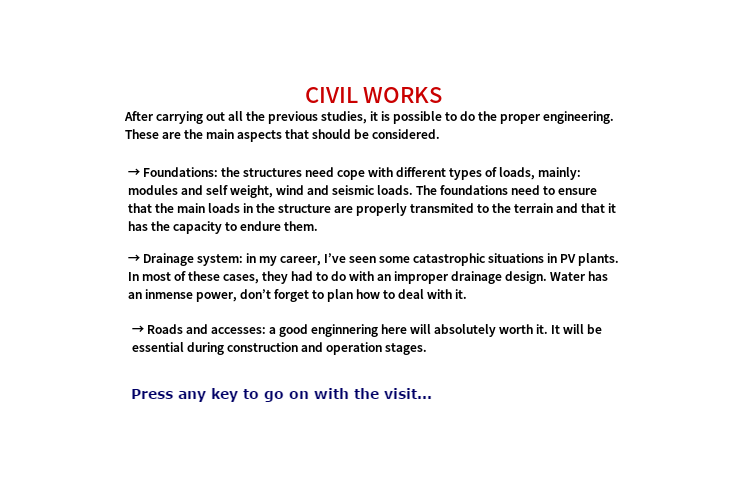 CIVIL WORKS
After carrying out all the previous studies, it is possible to do the proper engineering.
These are the main aspects that should be considered.
→ Foundations: the structures need cope with different types of loads, mainly:
modules and self weight, wind and seismic loads. The foundations need to ensure
that the main loads in the structure are properly transmited to the terrain and that it
has the capacity to endure them.
→ Drainage system: in my career, I’ve seen some catastrophic situations in PV plants.
In most of these cases, they had to do with an improper drainage design. Water has
an inmense power, don’t forget to plan how to deal with it.
→ Roads and accesses: a good enginnering here will absolutely worth it. It will be
essential during construction and operation stages.
Press any key to go on with the visit...